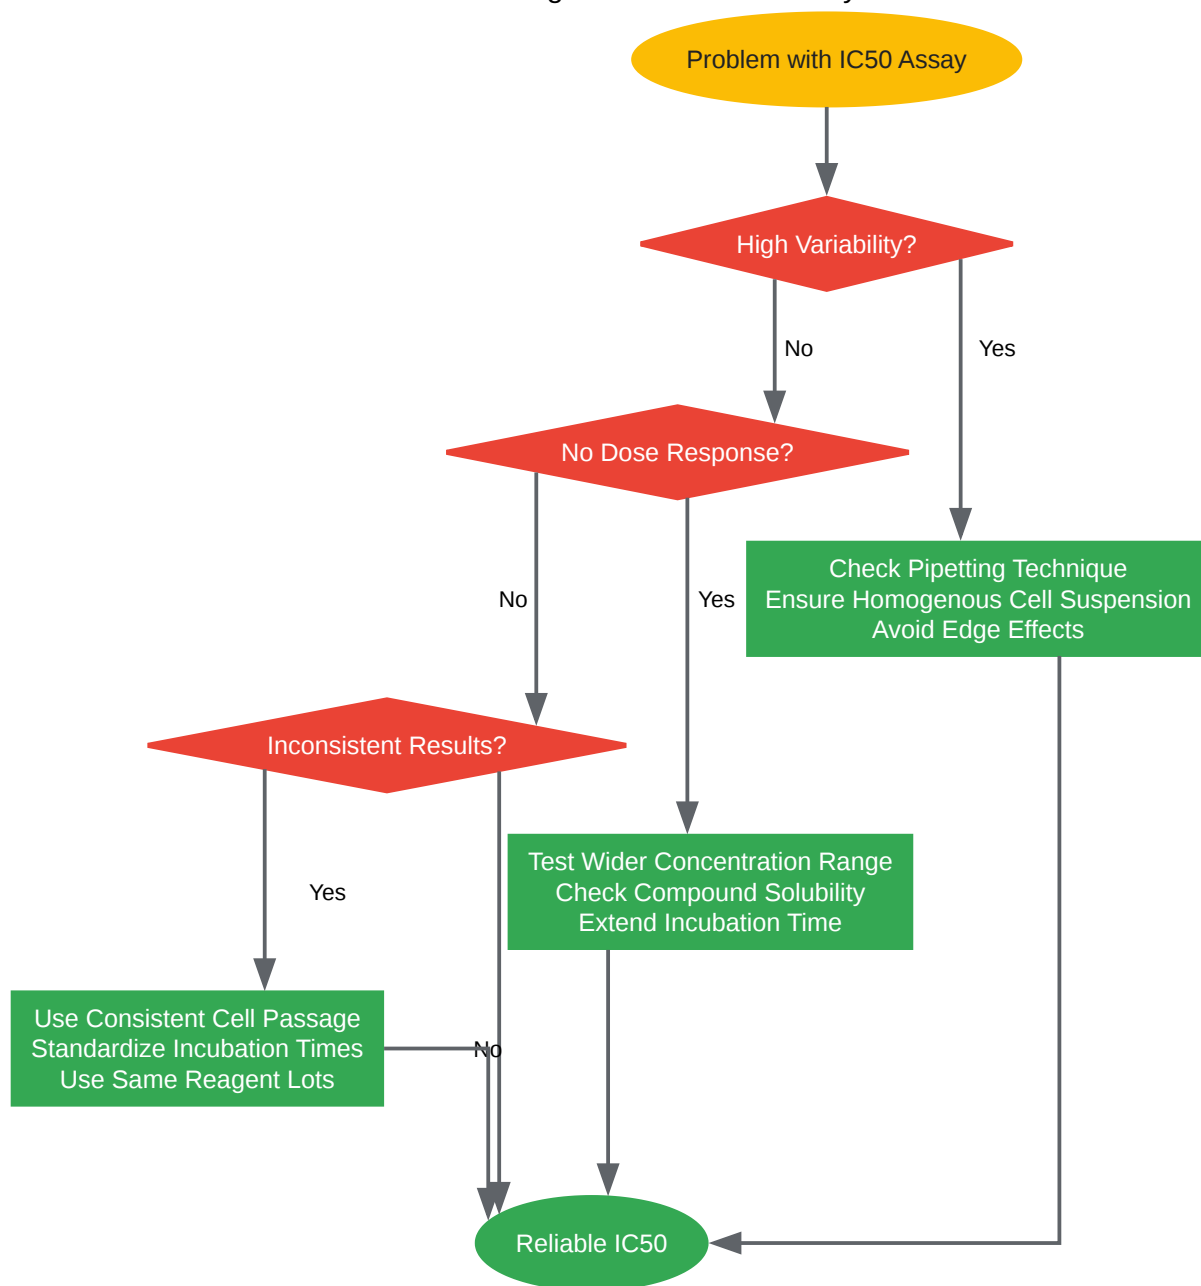 Problem with IC50 Assay
High Variability?
No
Yes
No Dose Response?
No
Yes
Check Pipetting Technique
Ensure Homogenous Cell Suspension
Avoid Edge Effects
Inconsistent Results?
Yes
No
Test Wider Concentration Range
Check Compound Solubility
Extend Incubation Time
Use Consistent Cell Passage
Standardize Incubation Times
Use Same Reagent Lots
Reliable IC50